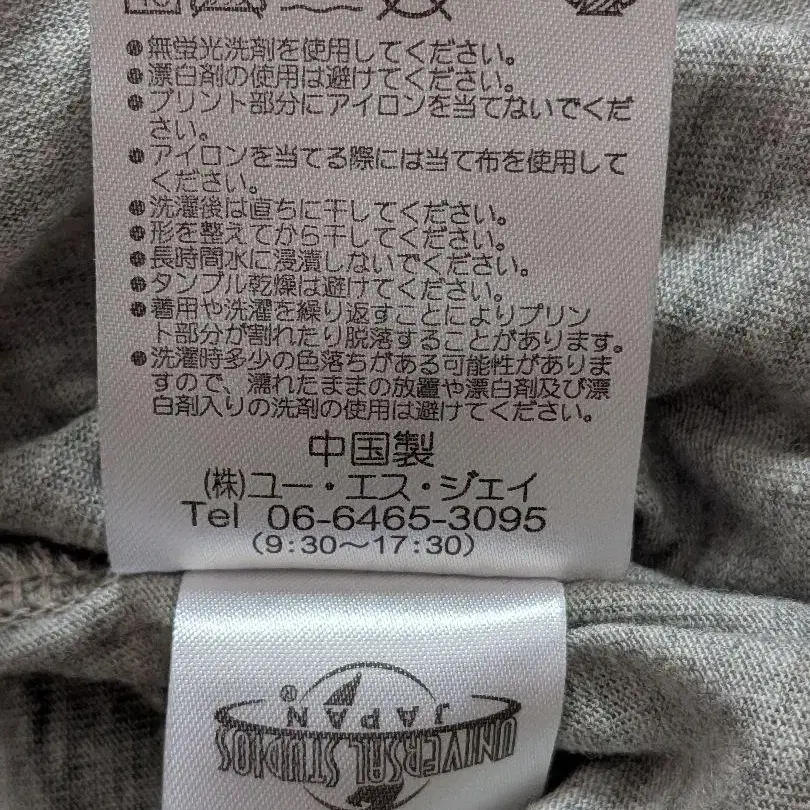 ●無蛍光洗剤を使用してください。
●漂白剤の使用は避けてください。
●プリント部分にアイロンを当てないでくだ
さい。
●アイロンを当てる際には当て布を使用して
ください。
●洗濯後は直ちに干してください。
●形を整えてから干してください。
●長時間水に浸漬しないでください。
●タンブル乾燥は避けてください。
●着用や洗濯を繰り返すことによりプリン
ト部分が割れたり脱落することがあります。
●洗濯時多少の色落ちがある可能性がありま
すので、濡れたままの放置や漂白剤及び漂
白剤入りの洗剤の使用は避けてください。
中国製
(株)ユー・エス・ジェイ
Tel 06-6465-3095
(9:30～17:30)
JAPAN®
UNIVERSAL STUDIOS